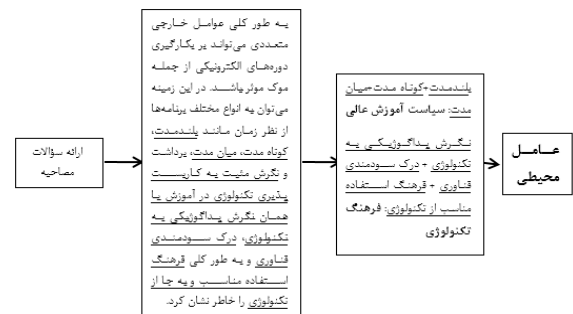 ارائه سؤالات
مصاحبه
به طور کلی عوامل خارجی
متعددی می‌تواند بر بکارگیری
دوره‌های الکترونیکی از جمله
موک موثر باشد. در این زمینه
می‌توان به انواع مختلف برنامه‌ها
از نظر زمان مانند بلندمدت،
کوتاه مدت، میان مدت، برداشت
و نگرش مثبت به کاربست
پذیری تکنولوژی در آموزش یا
همان نگرش پداگوژیکی به
تکنولوژی، درک سودمندی
فناوری و به طور کلی فرهنگ
استفاده مناسب و به جا از
تکنولوژی را خاطر نشان کرد.
بلندمدت+کوتاه مدت+میان
مدت: سیاست آموزش عالی
نگرش پداگوژیکی به
تکنولوژی + درک سودمندی
فناوری + فرهنگ استفاده
مناسب از تکنولوژی: فرهنگ
تکنولوژی
عامل
محیطی